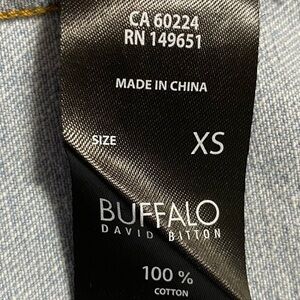 CA 60224
RN 149651
MADE IN CHINA
SIZE XS
BUFFALO
DAVID BITTON
100 %
COTTON